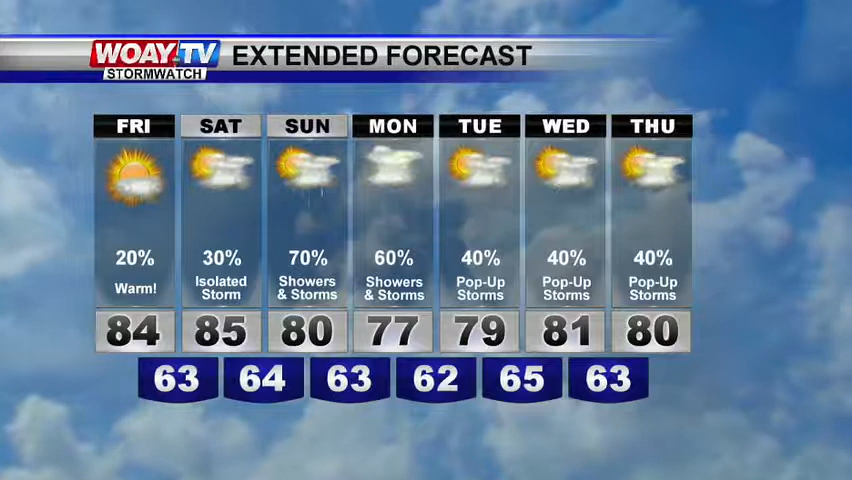 WOAY-TV
STORMWATCH
EXTENDED FORECAST
FRI SAT SUN MON TUE WED THU
20% 30% 70% 60% 40% 40% 40%
Warm! Isolated Storm Showers & Storms Showers & Storms Pop-Up Storms Pop-Up Storms Pop-Up Storms
84 85 80 77 79 81 80
63 64 63 62 65 63